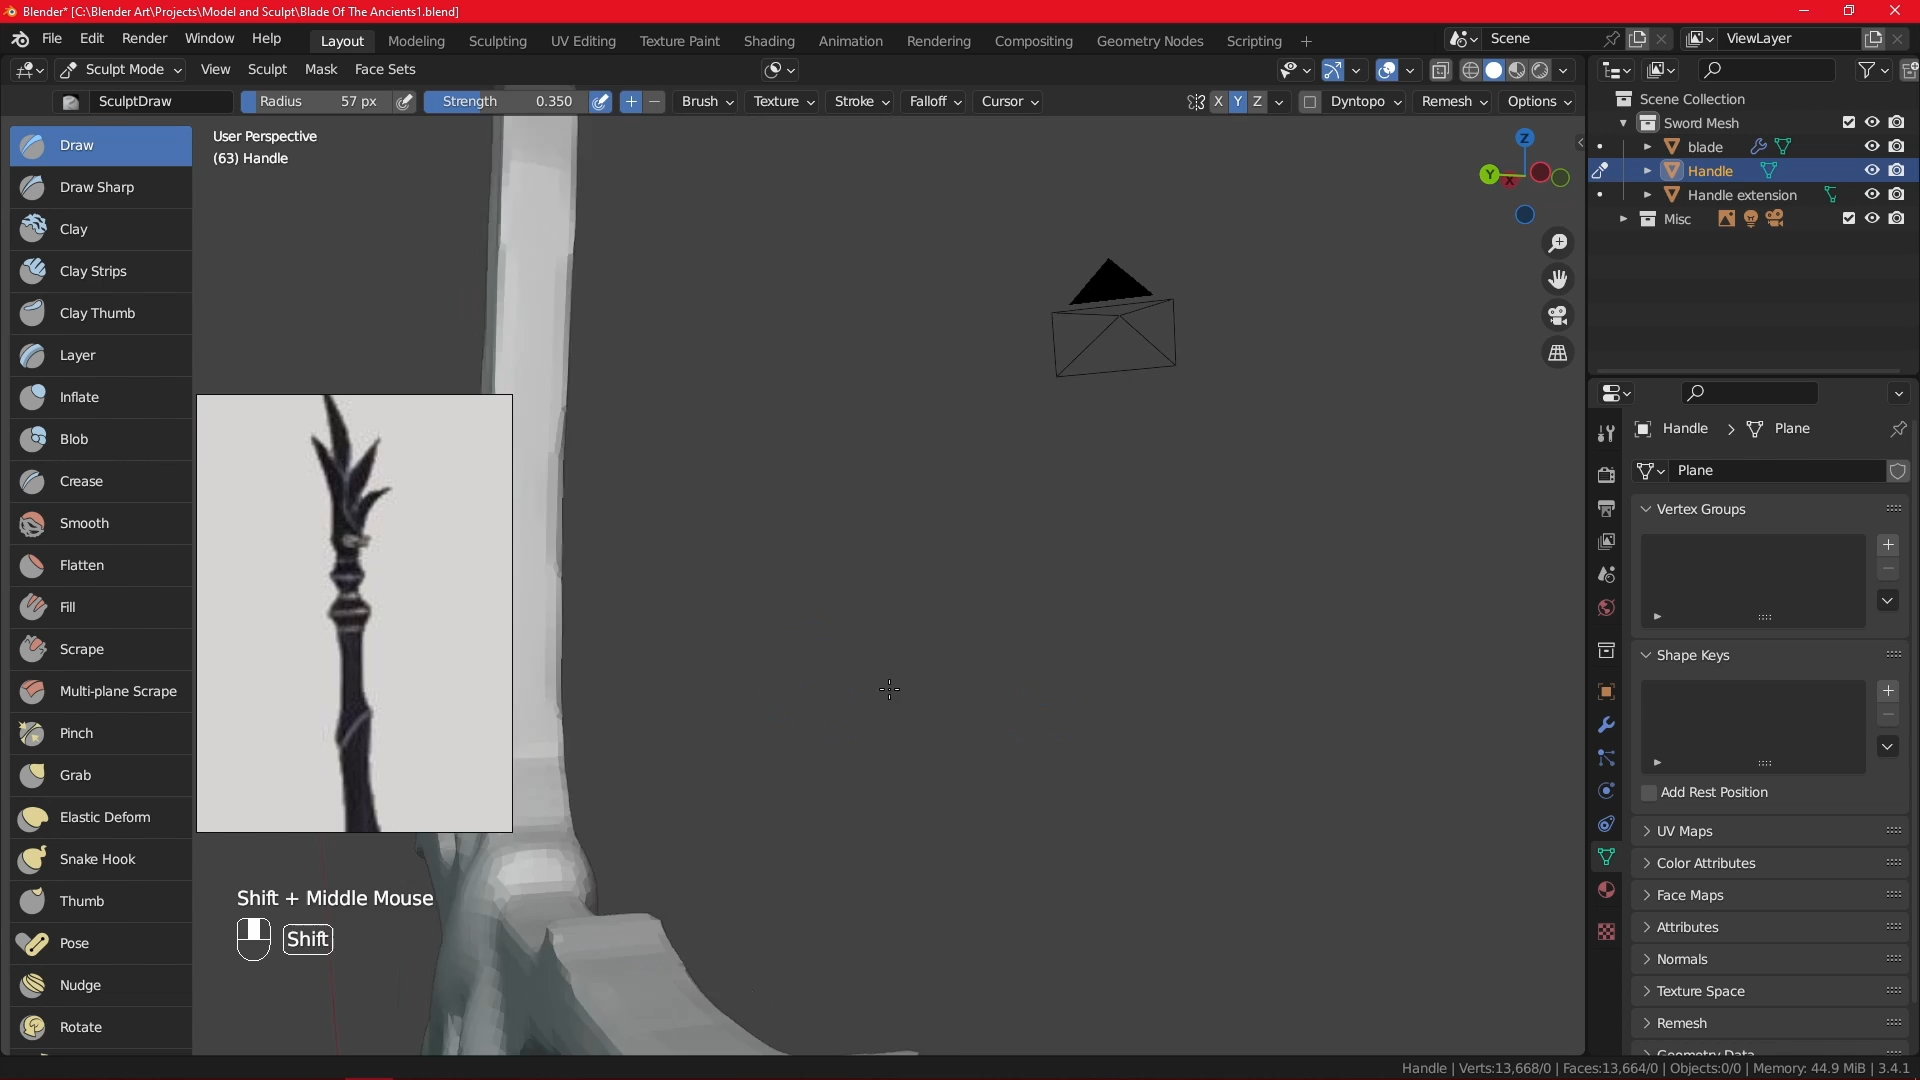 Blender* [C:\Blender Art\Projects\Model and Sculpt\Blade Of The Ancients1.blend]
File Edit Render Window Help
Layout Modeling Sculpting UV Editing Texture Paint Shading Animation Rendering Compositing Geometry Nodes Scripting +
Scene
ViewLayer
Sculpt Mode View Sculpt Mask Face Sets
SculptDraw Radius 57 px Strength 0.350 Brush Texture Stroke Falloff Cursor X Y Z Dyntopo Remesh Options
Draw
Draw Sharp
Clay
Clay Strips
Clay Thumb
Layer
Inflate
Blob
Crease
Smooth
Flatten
Fill
Scrape
Multi-plane Scrape
Pinch
Grab
Elastic Deform
Snake Hook
Thumb
Pose
Nudge
Rotate
User Perspective
(63) Handle
Z
Y
X
Shift + Middle Mouse
Shift
Scene Collection
Sword Mesh
blade
Handle
Handle extension
Misc
Handle > Plane
Plane
Vertex Groups
Shape Keys
Add Rest Position
UV Maps
Color Attributes
Face Maps
Attributes
Normals
Texture Space
Remesh
Geometry Data
Handle | Verts:13,668/0 | Faces:13,664/0 | Objects:0/0 | Memory: 44.9 MiB | 3.4.1